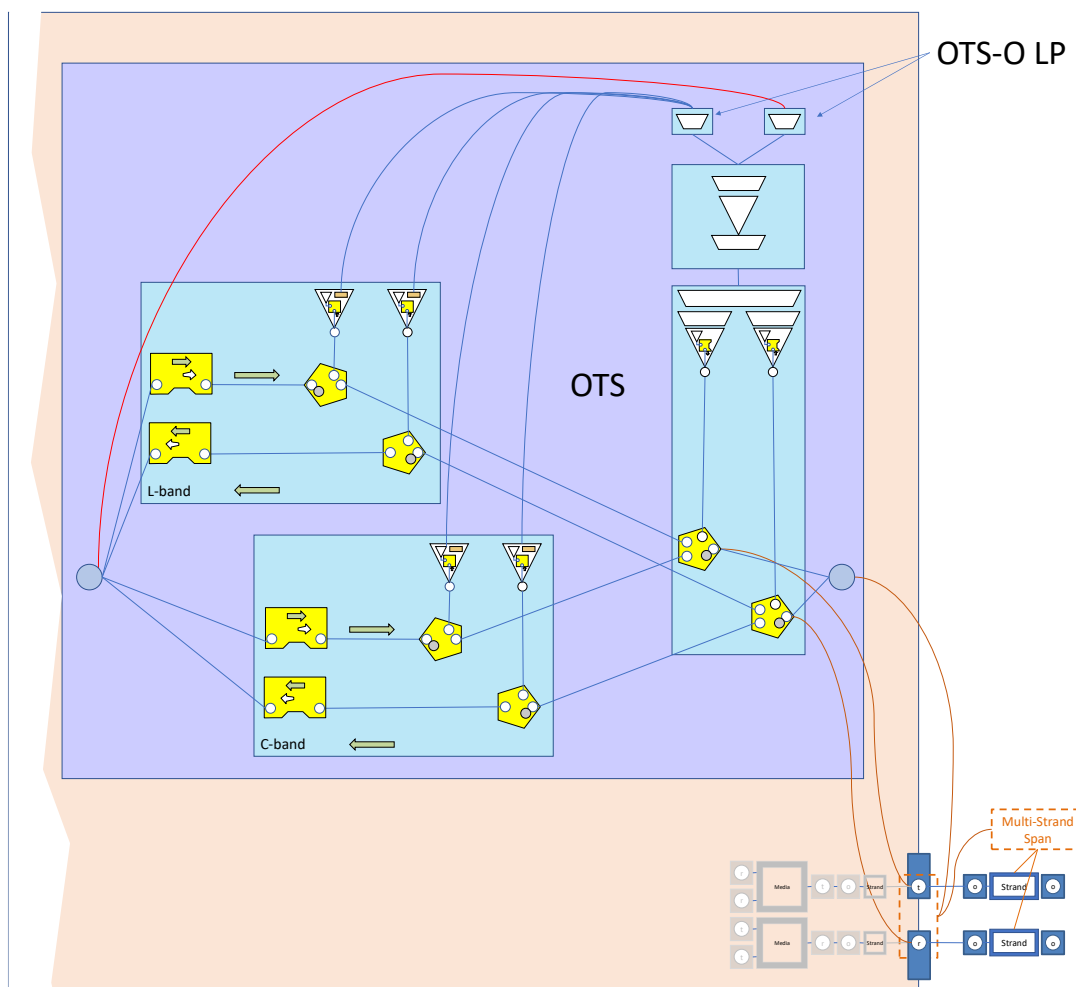 OTS-O LP
OTS
L-band
C-band
Multi-Strand
Span
r
Media
t
o
Strand
t
o
Strand
o
r
t
Media
r
o
Strand
r
o
Strand
o
t